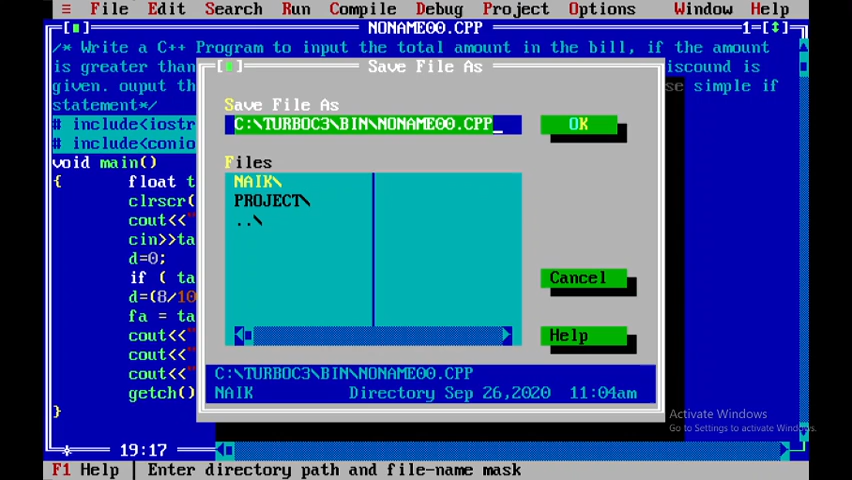 ≡ File Edit Search Run Compile Debug Project Options Window Help
[■] NONAME00.CPP 1=[↕]
/* Write a C++ Program to input the total amount in the bill, if the amount
is greater than
Save File As
iscound is
given. ouput th
se simple if
statement*/
Save File As
# include<iostr
C:\TURBOC3\BIN\NONAME00.CPP
OK
# include<conio
void main()
Files
{ float t
NAIK\
clrscr(
PROJECT\
cout<<"
..\
cin>>ta
d=0;
if ( ta
Cancel
d=(8/10
fa = ta
cout<<"
Help
cout<<"
cout<<"
C:\TURBOC3\BIN\NONAME00.CPP
getch()
NAIK Directory Sep 26,2020 11:04am
}
Activate Windows
Go to Settings to activate Windows.
19:17
F1 Help | Enter directory path and file-name mask